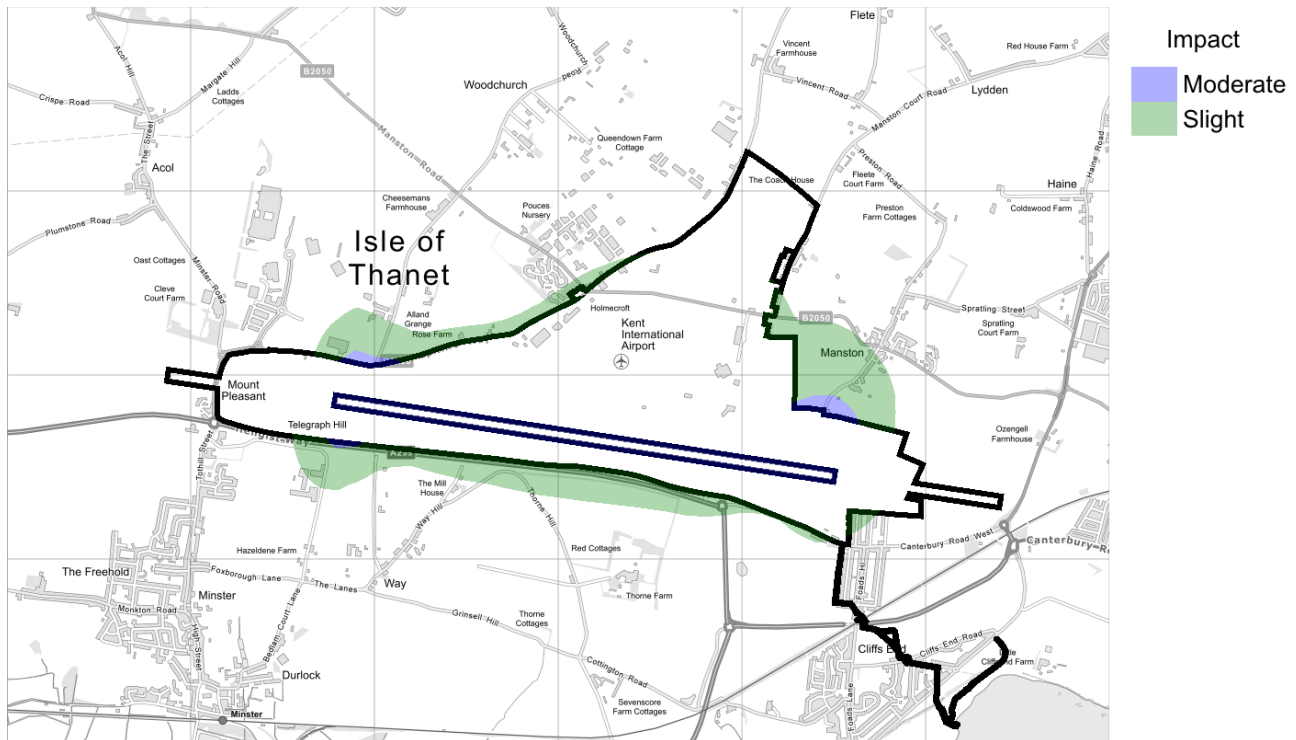 Flete
Vincent
Farmhouse
Red House Farm
Woodchurch
Road
B2050
Acol Hill
Margate Hill
Ladds
Cottages
Crispe Road
Woodchurch
Vincent Road
Lydden
Manston Court Road
Haine Road
The Street
Manston Road
Queendown Farm
Cottage
Preston Road
Acol
The Coach House
Fleete
Court Farm
Haine
Cheesemans
Farmhouse
Pouces
Nursery
Preston
Farm Cottages
Coldswood Farm
Plumstone Road
Isle of
Thanet
Minster Road
Oast Cottages
Cleve
Court Farm
Alland
Grange
Rose Farm
Holmecroft
B2050
Spratling Street
Spratling
Court Farm
Kent
International
Airport
Manston
Mount
Pleasant
Telegraph Hill
Hengist Way
A299
Ozengell
Farmhouse
Tothill Street
The Mill
House
Way Hill
Thorne Hill
Canterbury Road West
Hazeldene Farm
Red Cottages
The Freehold
Foxborough Lane
The Lanes
Way
Thorne Farm
Minster
Monkton Road
Grinsell Hill
Thorne
Cottages
High Street
Bedlam Court Lane
Cliffs End Road
Cliffs End
Cottington Road
Durlock
Foads Lane
Sevenscore
Farm Cottages
Minster
Impact
Moderate
Slight